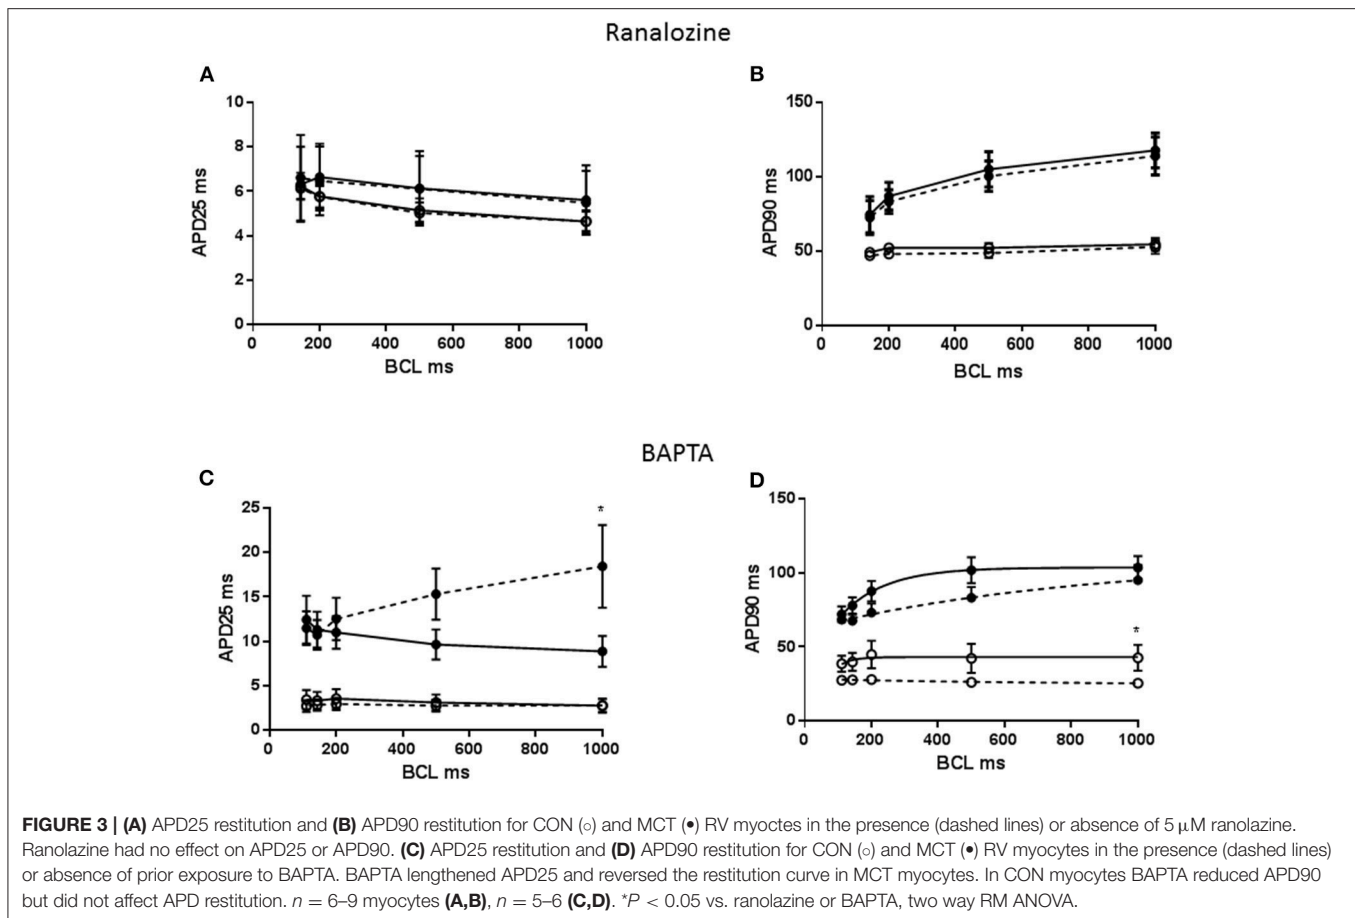 Ranalozine
A
B
10
8
6
4
2
0
APD25 ms
0 200 400 600 800 1000
BCL ms
150
100
50
0
APD90 ms
0 200 400 600 800 1000
BCL ms
BAPTA
C
D
25
20
15
10
5
0
APD25 ms
*
0 200 400 600 800 1000
BCL ms
150
100
50
0
APD90 ms
*
0 200 400 600 800 1000
BCL ms
FIGURE 3 | (A) APD25 restitution and (B) APD90 restitution for CON (○) and MCT (●) RV myoctes in the presence (dashed lines) or absence of 5 μM ranolazine.
Ranolazine had no effect on APD25 or APD90. (C) APD25 restitution and (D) APD90 restitution for CON (○) and MCT (●) RV myocytes in the presence (dashed lines)
or absence of prior exposure to BAPTA. BAPTA lengthened APD25 and reversed the restitution curve in MCT myocytes. In CON myocytes BAPTA reduced APD90
but did not affect APD restitution. n = 6–9 myocytes (A,B), n = 5–6 (C,D). *P < 0.05 vs. ranolazine or BAPTA, two way RM ANOVA.